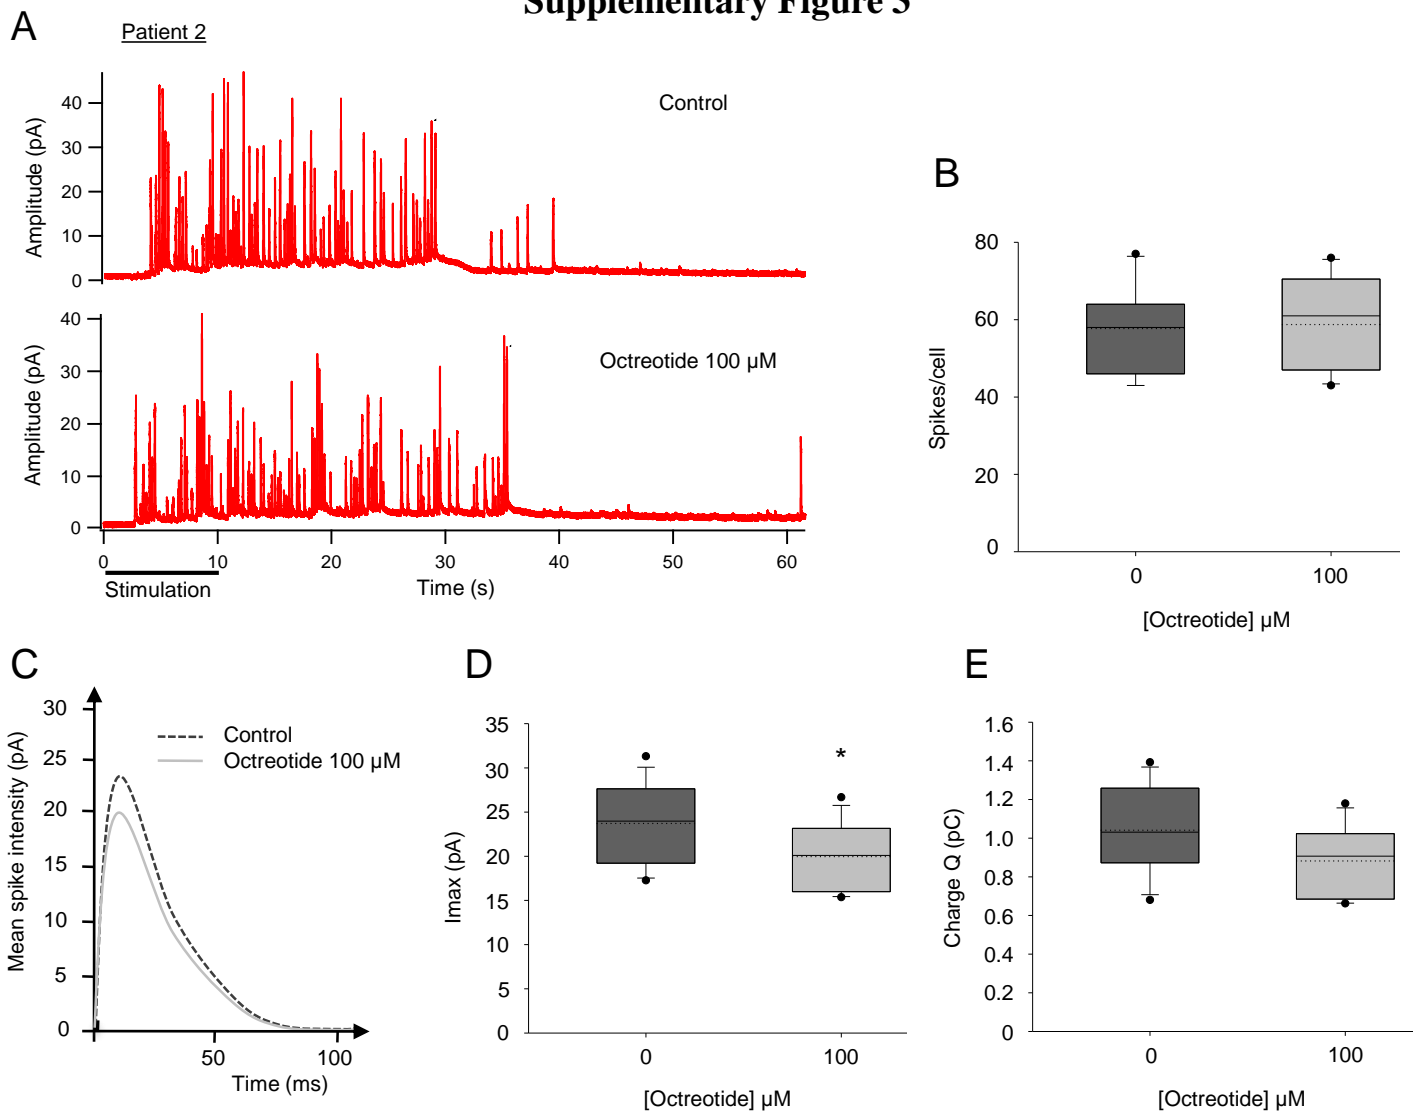 Supplementary Figure 3
A
Patient 2
Control
Amplitude (pA)
40
30
20
10
0
Octreotide 100 µM
Amplitude (pA)
40
30
20
10
0
0 10 20 30 40 50 60
Stimulation
Time (s)
B
Spikes/cell
80
60
40
20
0
0 100
[Octreotide] µM
C
Mean spike intensity (pA)
30
25
20
15
10
5
0
Control
Octreotide 100 µM
50 100
Time (ms)
D
Imax (pA)
35
30
25
20
15
10
5
0
*
0 100
[Octreotide] µM
E
Charge Q (pC)
1.6
1.4
1.2
1.0
0.8
0.6
0.4
0.2
0
0 100
[Octreotide] µM